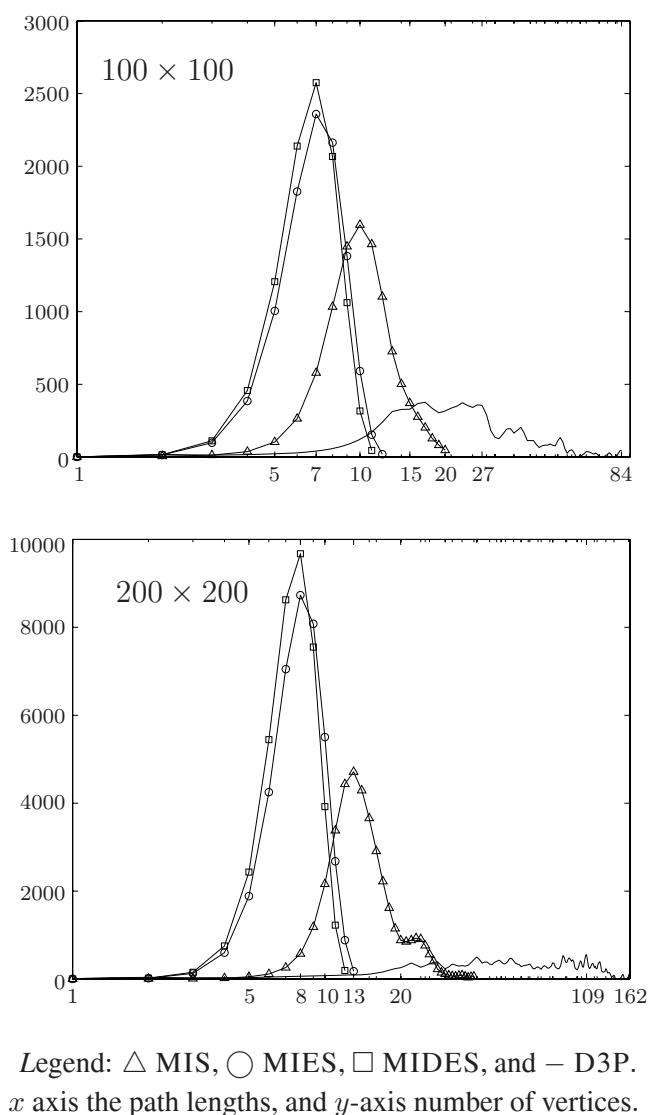 3000
100 × 100
2500
2000
1500
1000
500
0
1 5 7 10 15 20 27 84
10000
200 × 200
8000
6000
4000
2000
0
1 5 8 10 13 20 109 162
Legend: △ MIS, ◯ MIES, □ MIDES, and − D3P.
x axis the path lengths, and y-axis number of vertices.